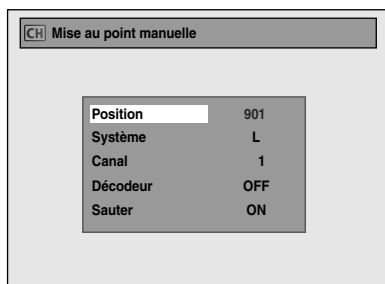 CH Mise au point manuelle
Position 901
Système L
Canal 1
Décodeur OFF
Sauter ON